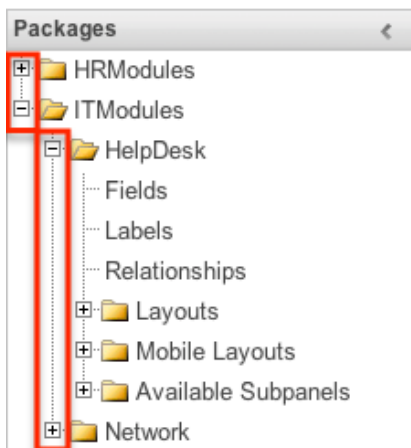 Packages
HRModules
ITModules
HelpDesk
Fields
Labels
Relationships
Layouts
Mobile Layouts
Available Subpanels
Network